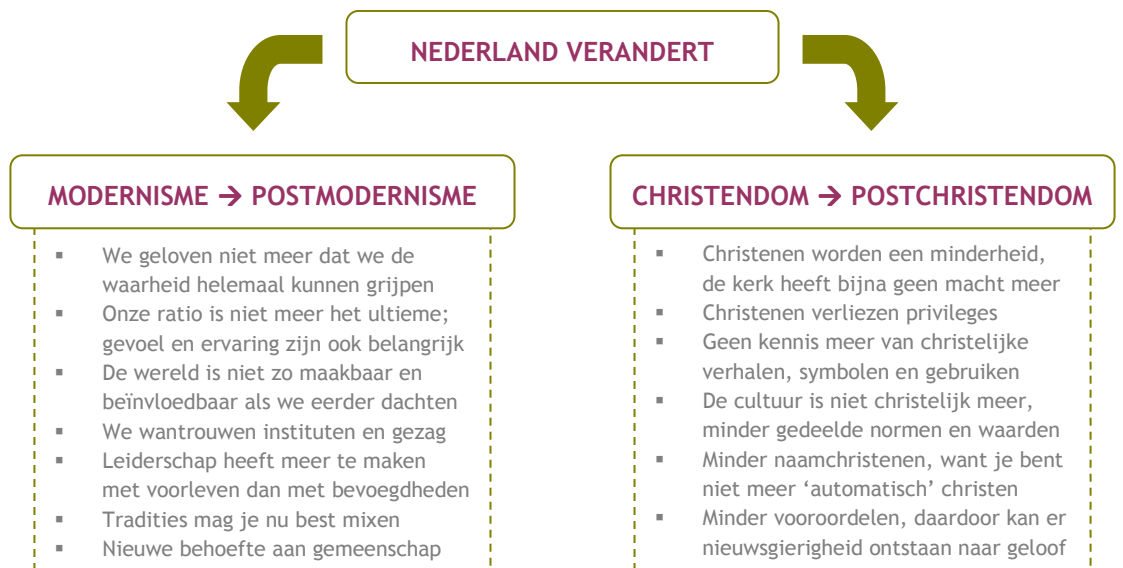 NEDERLAND VERANDERT
MODERNISME → POSTMODERNISME
▪ We geloven niet meer dat we de
waarheid helemaal kunnen grijpen
▪ Onze ratio is niet meer het ultieme;
gevoel en ervaring zijn ook belangrijk
▪ De wereld is niet zo maakbaar en
beïnvloedbaar als we eerder dachten
▪ We wantrouwen instituten en gezag
▪ Leiderschap heeft meer te maken
met voorleven dan met bevoegdheden
▪ Tradities mag je nu best mixen
▪ Nieuwe behoefte aan gemeenschap
CHRISTENDOM → POSTCHRISTENDOM
▪ Christenen worden een minderheid,
de kerk heeft bijna geen macht meer
▪ Christenen verliezen privileges
▪ Geen kennis meer van christelijke
verhalen, symbolen en gebruiken
▪ De cultuur is niet christelijk meer,
minder gedeelde normen en waarden
▪ Minder naamchristenen, want je bent
niet meer ‘automatisch’ christen
▪ Minder vooroordelen, daardoor kan er
nieuwsgierigheid ontstaan naar geloof